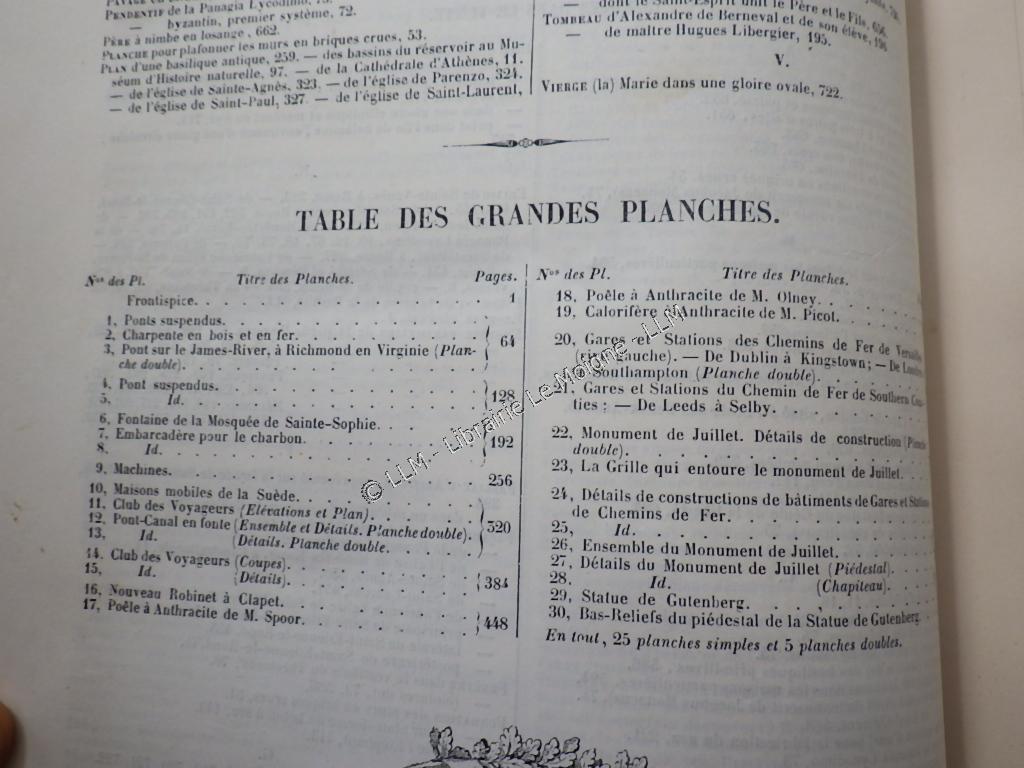 PENDENTIF de la Panagia Lycodimo, 73.
— byzantin, premier système, 72.
PÈRE à nimbe en losange, 662.
PLANCHE pour plafonner les murs en briques crues, 53.
PLAN d'une basilique antique, 259. — des bassins du réservoir au Mu-
séum d'Histoire naturelle, 97. — de la Cathédrale d'Athènes, 11.
— de l'église de Sainte-Agnès, 323. — de l'église de Parenzo, 324.
— de l'église de Saint-Paul, 327. — de l'église de Saint-Laurent,
— dont le Saint-Esprit unit le Père et le Fils, 656.
TOMBEAU d'Alexandre de Berneval et de son élève, 196
— de maître Hugues Libergier, 195.
V.
VIERGE (la) Marie dans une gloire ovale, 722.
TABLE DES GRANDES PLANCHES.
Nos des Pl. Titre des Planches. Pages.
Frontispice. 1
1, Ponts suspendus.
2, Charpente en bois et en fer. 64
3, Pont sur le James-River, à Richmond en Virginie (Plan-
che double).
4, Pont suspendus.
5, Id. 128
6, Fontaine de la Mosquée de Sainte-Sophie.
7, Embarcadère pour le charbon. 192
8, Id.
9, Machines. 256
10, Maisons mobiles de la Suède.
11, Club des Voyageurs (Elévations et Plan).
12, Pont-Canal en fonte (Ensemble et Détails. Planche double). 320
13, Id. (Détails. Planche double.
14, Club des Voyageurs (Coupes).
15, Id. (Détails). 384
16, Nouveau Robinet à Clapet.
17, Poêle à Anthracite de M. Spoor. 448
Nos des Pl. Titre des Planches.
18, Poêle à Anthracite de M. Olney.
19, Calorifère à Anthracite de M. Picot.
20, Gares et Stations des Chemins de Fer de Versaille
(rive gauche). — De Dublin à Kingstown; — De Londres
à Southampton (Planche double).
21, Gares et Stations du Chemin de Fer de Southern Coun-
ties; — De Leeds à Selby.
22, Monument de Juillet. Détails de construction (Planche
double).
23, La Grille qui entoure le monument de Juillet.
24, Détails de constructions de bâtiments de Gares et Stations
de Chemins de Fer.
25, Id.
26, Ensemble du Monument de Juillet.
27, Détails du Monument de Juillet (Piédestal).
28, Id. (Chapiteau).
29, Statue de Gutenberg.
30, Bas-Reliefs du piédestal de la Statue de Gutenberg.
En tout, 25 planches simples et 5 planches doubles.
© LLM - Librairie Le Moigne - LLM